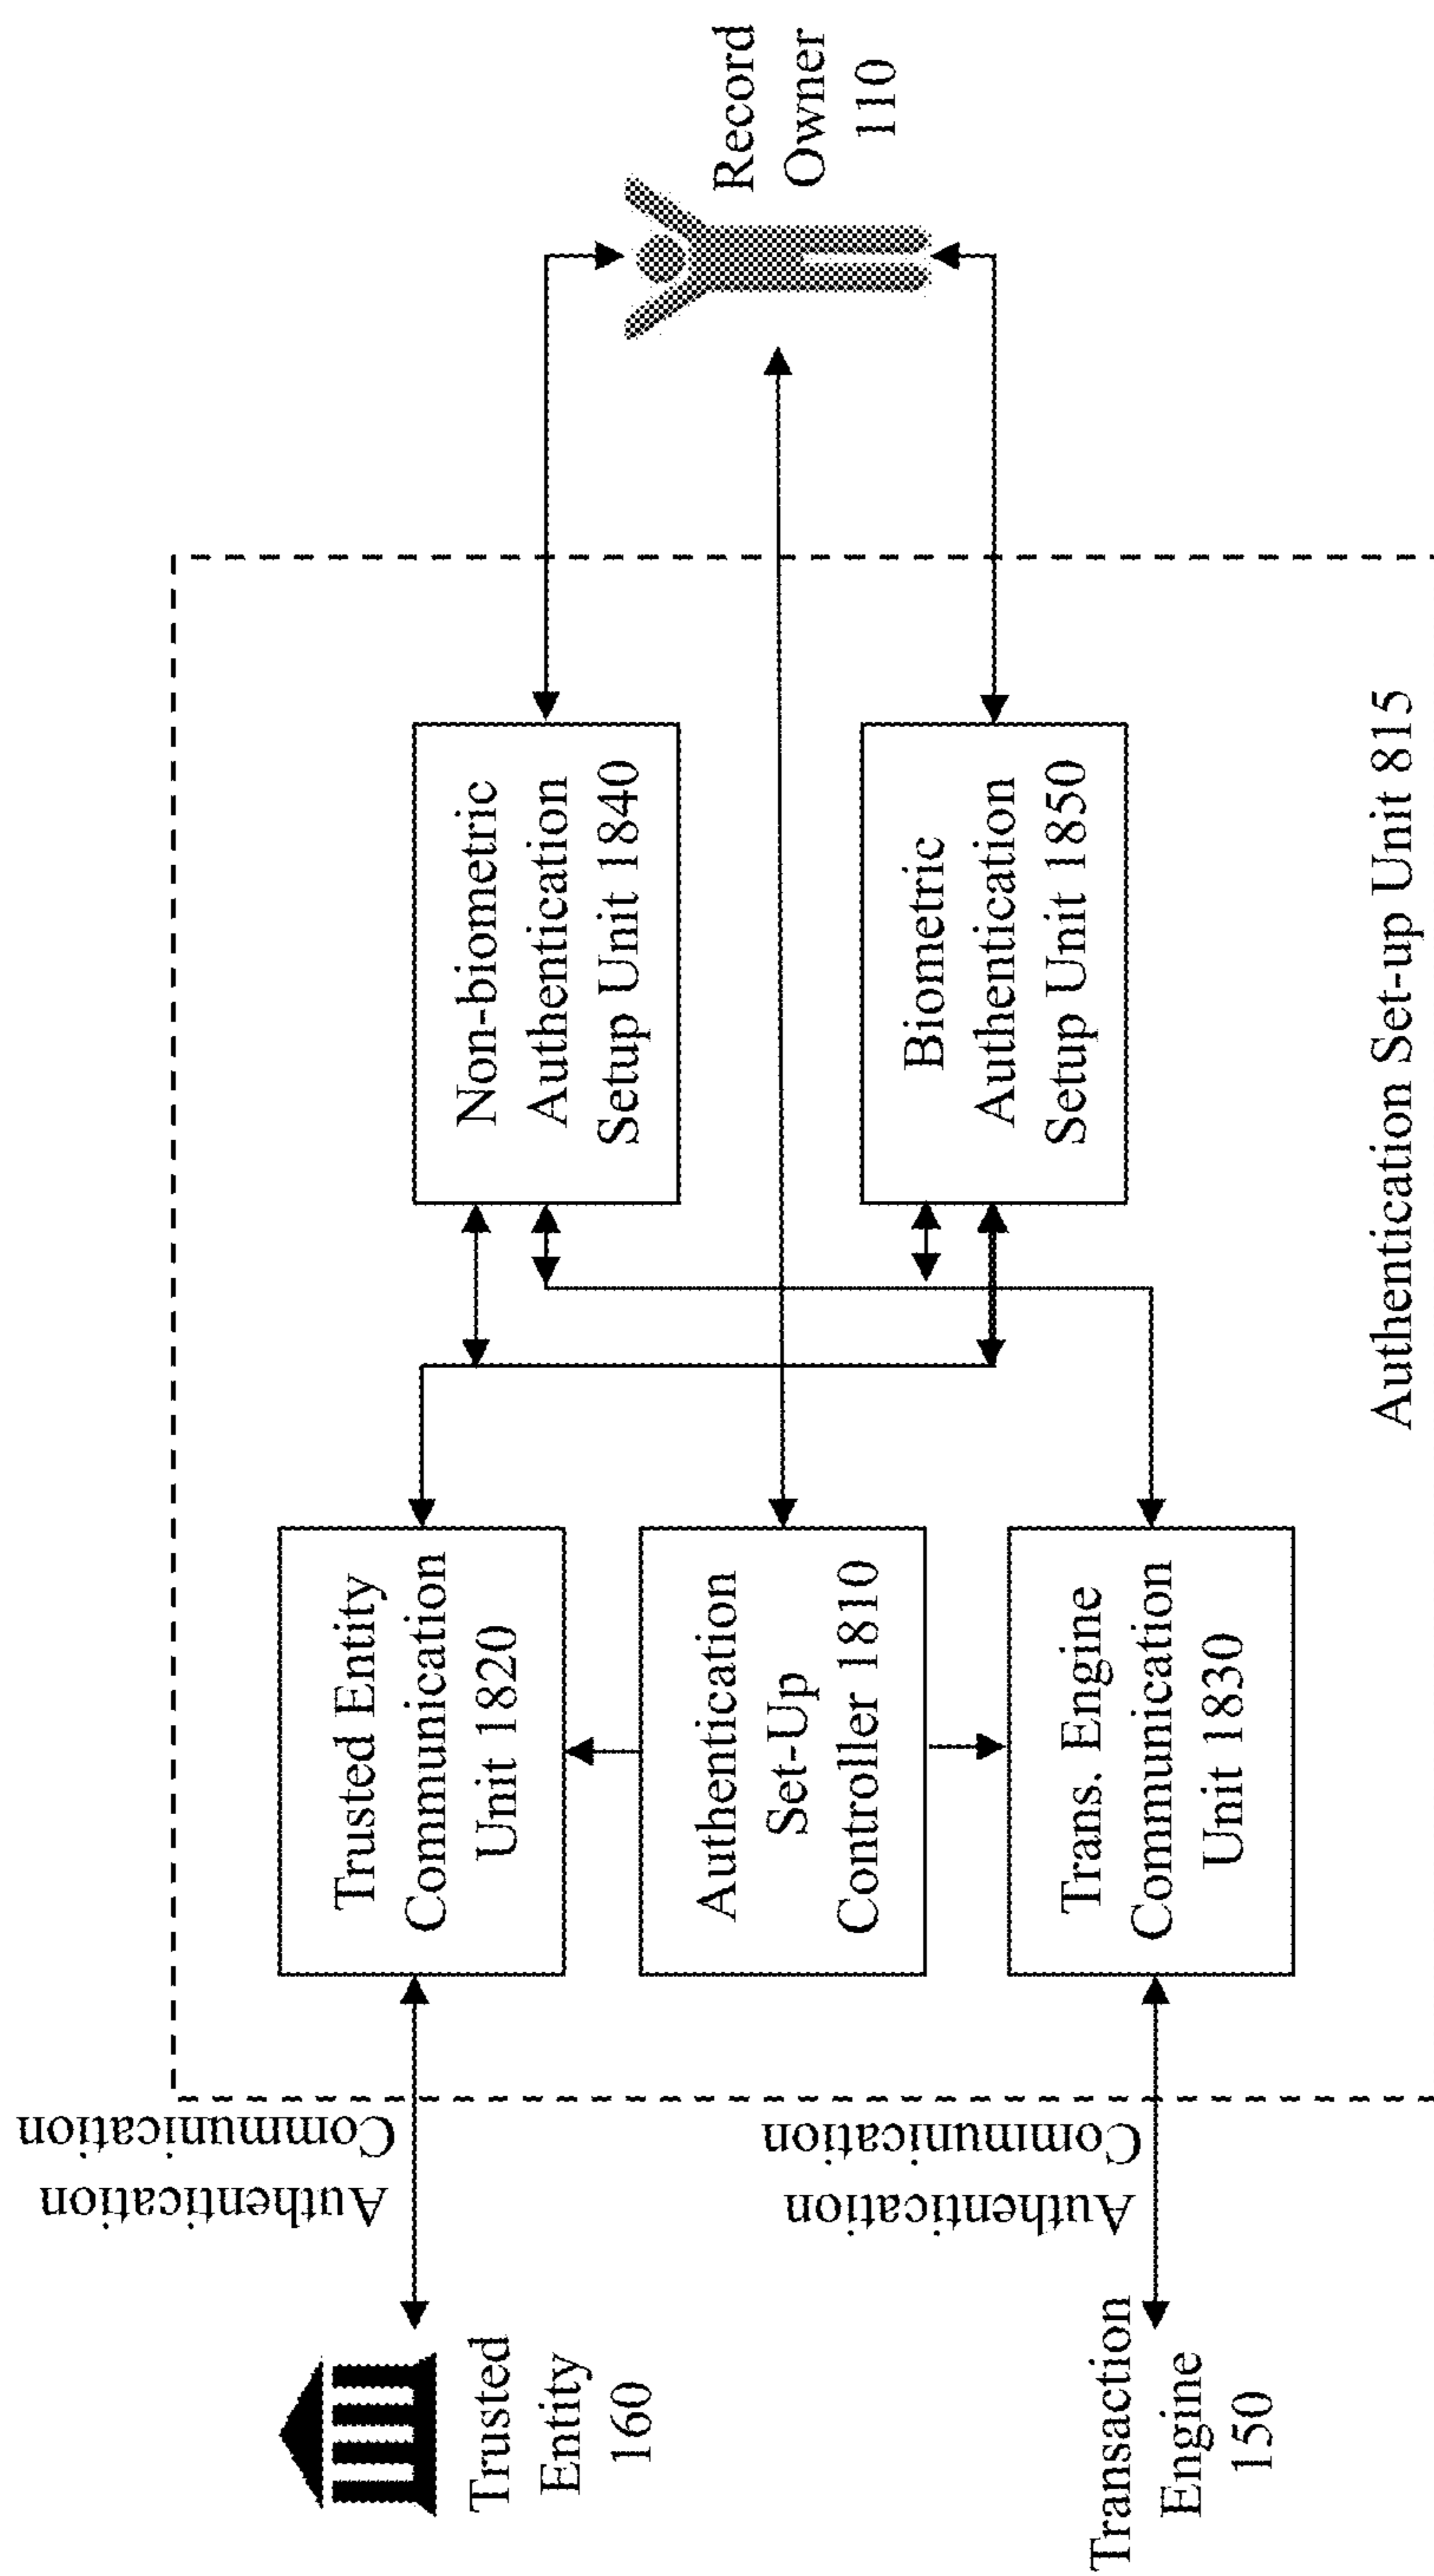 Trusted
Entity
160
Authentication
Communication
Trusted Entity
Communication
Unit 1820
Non-biometric
Authentication
Setup Unit 1840
Authentication
Set-Up
Controller 1810
Record
Owner
110
Transaction
Engine
150
Authentication
Communication
Trans. Engine
Communication
Unit 1830
Biometric
Authentication
Setup Unit 1850
Authentication Set-up Unit 815